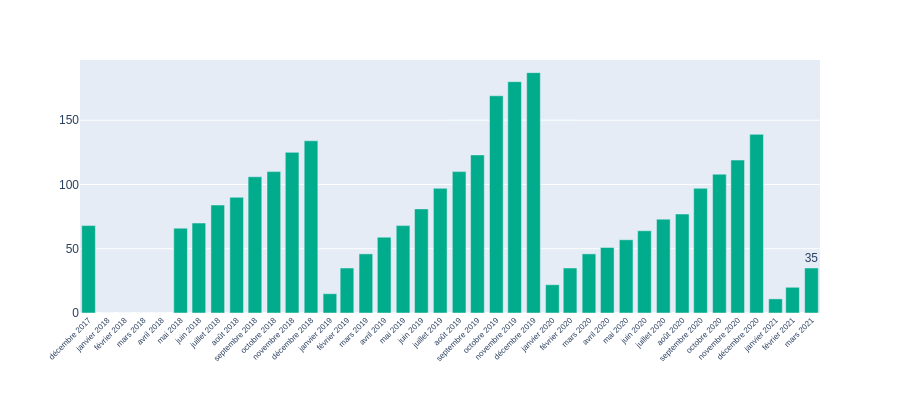 150
100
50
0
35
décembre 2017
janvier 2018
février 2018
mars 2018
avril 2018
mai 2018
juin 2018
juillet 2018
août 2018
septembre 2018
octobre 2018
novembre 2018
décembre 2018
janvier 2019
février 2019
mars 2019
avril 2019
mai 2019
juin 2019
juillet 2019
août 2019
septembre 2019
octobre 2019
novembre 2019
décembre 2019
janvier 2020
février 2020
mars 2020
avril 2020
mai 2020
juin 2020
juillet 2020
août 2020
septembre 2020
octobre 2020
novembre 2020
décembre 2020
janvier 2021
février 2021
mars 2021